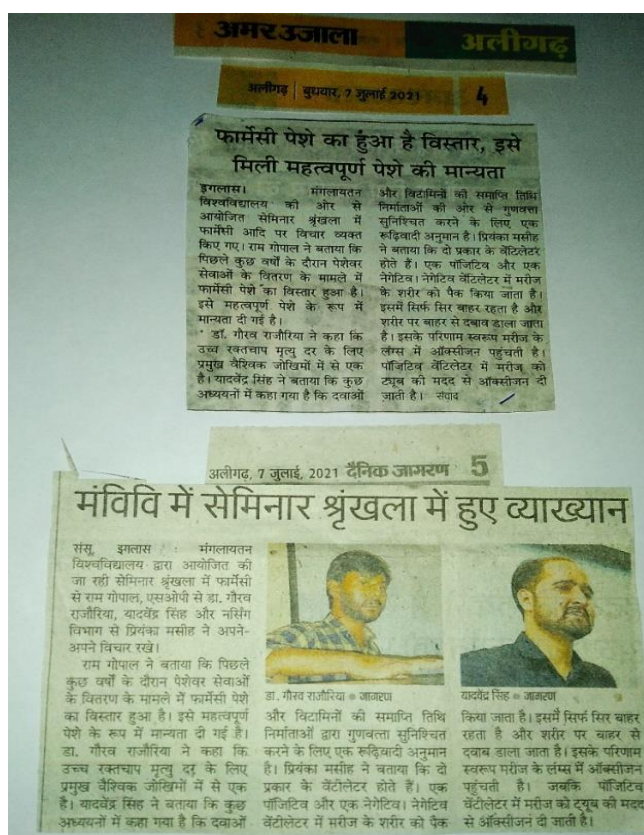 अमर उजाला अलीगढ़
अलीगढ़ | बुधवार, 7 जुलाई 2021 4
फार्मेसी पेशे का हुआ है विस्तार, इसे
मिली महत्वपूर्ण पेशे की मान्यता
इगलास। मंगलायतन
विश्वविद्यालय की ओर से
आयोजित सेमिनार श्रृंखला में
फार्मेसी आदि पर विचार व्यक्त
किए गए। राम गोपाल ने बताया कि
पिछले कुछ वर्षों के दौरान पेशेवर
सेवाओं के वितरण के मामले में
फार्मेसी पेशे का विस्तार हुआ है।
इसे महत्वपूर्ण पेशे के रूप में
मान्यता दी गई है।
डॉ. गौरव राजौरिया ने कहा कि
उच्च रक्तचाप मृत्यु दर के लिए
प्रमुख वैश्विक जोखिमों में से एक
है। यादवेंद्र सिंह ने बताया कि कुछ
अध्ययनों में कहा गया है कि दवाओं
और विटामिनों की समाप्ति तिथि
निर्माताओं की ओर से गुणवत्ता
सुनिश्चित करने के लिए एक
रूढ़िवादी अनुमान है। प्रियंका मसीह
ने बताया कि दो प्रकार के वेंटिलेटर
होते हैं। एक पॉजिटिव और एक
नेगेटिव। नेगेटिव वेंटिलेटर में मरीज
के शरीर को पैक किया जाता है।
इसमें सिर्फ सिर बाहर रहता है और
शरीर पर बाहर से दबाव डाला जाता
है। इसके परिणाम स्वरूप मरीज के
लंग्स में ऑक्सीजन पहुंचती है।
पॉजिटिव वेंटिलेटर में मरीज को
ट्यूब की मदद से ऑक्सीजन दी
जाती है। संवाद
अलीगढ़, 7 जुलाई, 2021 दैनिक जागरण 5
मंविवि में सेमिनार श्रृंखला में हुए व्याख्यान
संसू, इगलास : मंगलायतन
विश्वविद्यालय द्वारा आयोजित की
जा रही सेमिनार श्रृंखला में फार्मेसी
से राम गोपाल, एसओपी से डा. गौरव
राजौरिया, यादवेंद्र सिंह और नर्सिंग
विभाग से प्रियंका मसीह ने अपने-
अपने विचार रखे।
राम गोपाल ने बताया कि पिछले
कुछ वर्षों के दौरान पेशेवर सेवाओं
के वितरण के मामले में फार्मेसी पेशे
का विस्तार हुआ है। इसे महत्वपूर्ण
पेशे के रूप में मान्यता दी गई है।
डा. गौरव राजौरिया ने कहा कि
उच्च रक्तचाप मृत्यु दर के लिए
प्रमुख वैश्विक जोखिमों में से एक
है। यादवेंद्र सिंह ने बताया कि कुछ
अध्ययनों में कहा गया है कि दवाओं
डा. गौरव राजौरिया • जागरण
और विटामिनों की समाप्ति तिथि
निर्माताओं द्वारा गुणवत्ता सुनिश्चित
करने के लिए एक रूढ़िवादी अनुमान
है। प्रियंका मसीह ने बताया कि दो
प्रकार के वेंटीलेटर होते हैं। एक
पॉजिटिव और एक नेगेटिव। नेगेटिव
वेंटीलेटर में मरीज के शरीर को पैक
यादवेंद्र सिंह • जागरण
किया जाता है। इसमें सिर्फ सिर बाहर
रहता है और शरीर पर बाहर से
दवाब डाला जाता है। इसके परिणाम
स्वरूप मरीज के लंग्स में ऑक्सीजन
पहुंचती है। जबकि पॉजिटिव
वेंटीलेटर में मरीज को ट्यूब की मदद
से ऑक्सीजन दी जाती है।